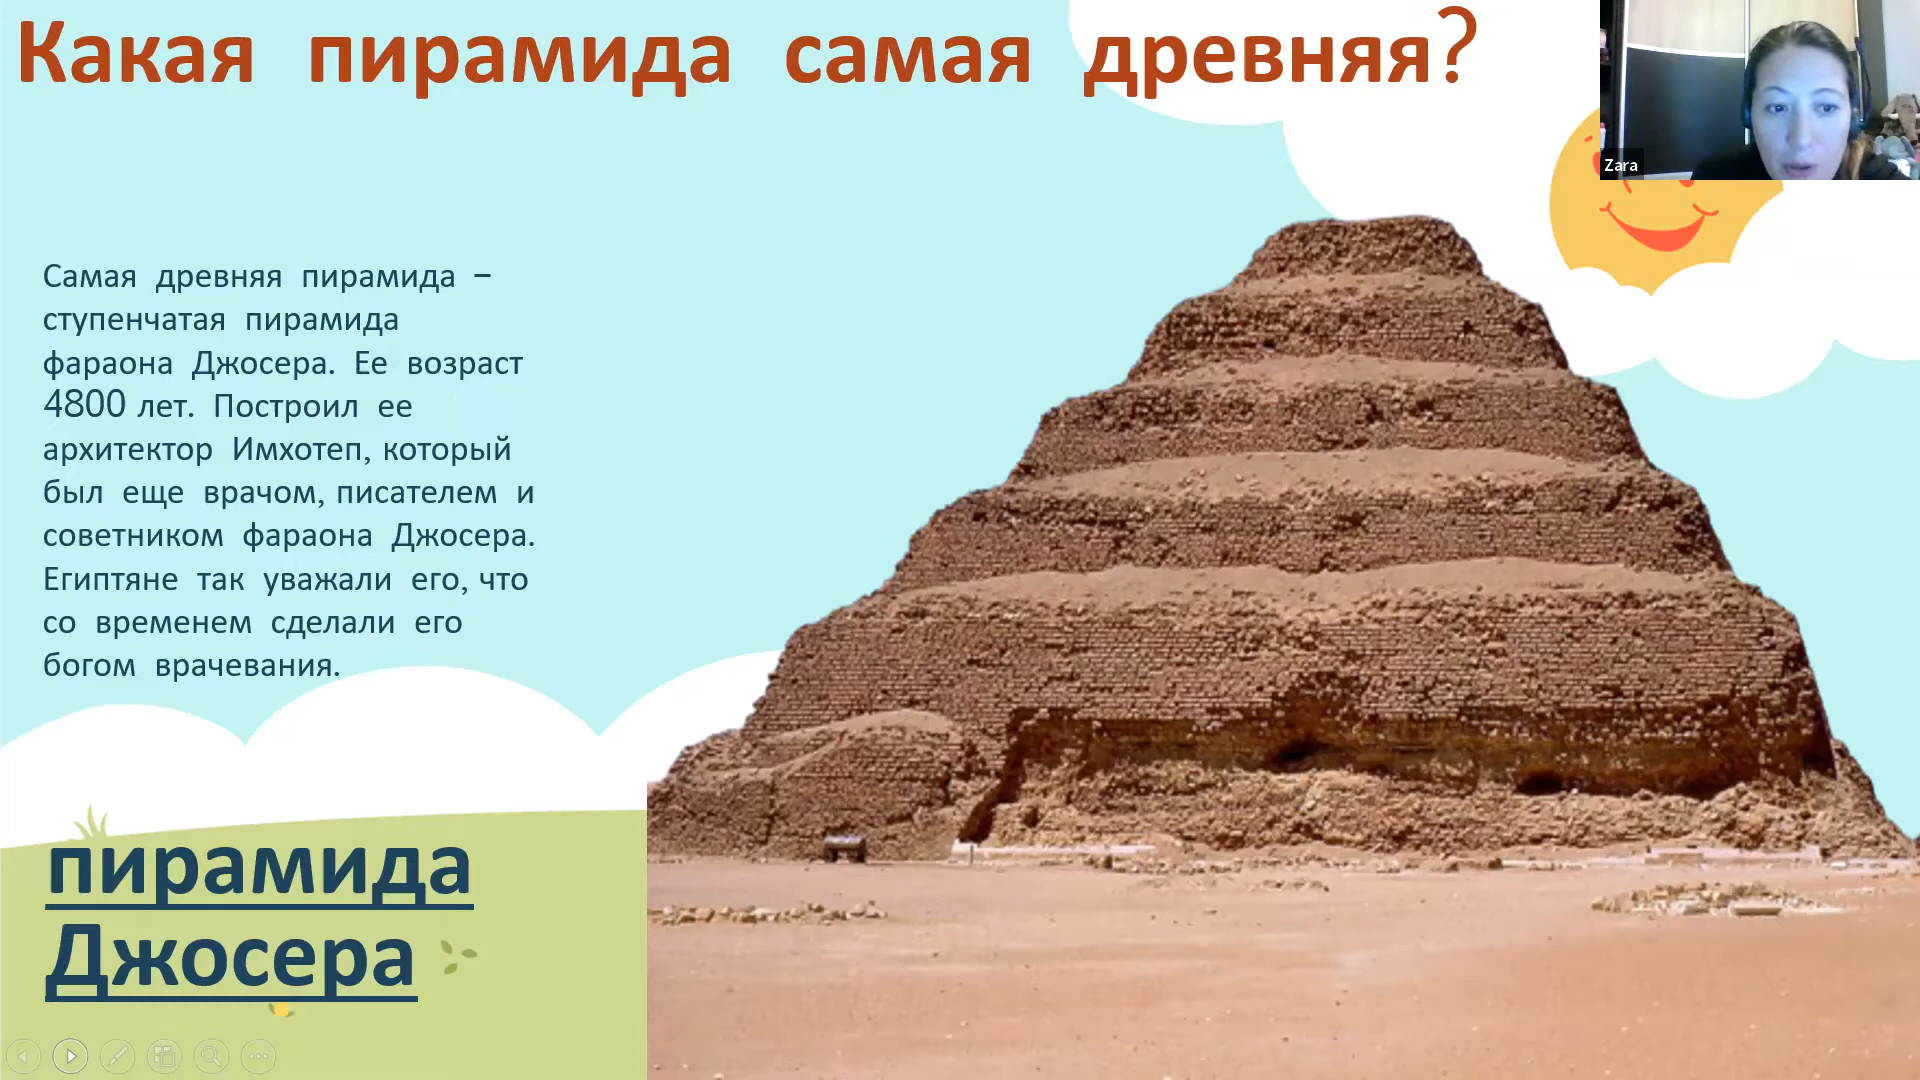 Какая пирамида самая древняя?
Zara
Самая древняя пирамида –
ступенчатая пирамида
фараона Джосера. Ее возраст
4800 лет. Построил ее
архитектор Имхотеп, который
был еще врачом, писателем и
советником фараона Джосера.
Египтяне так уважали его, что
со временем сделали его
богом врачевания.
пирамида
Джосера